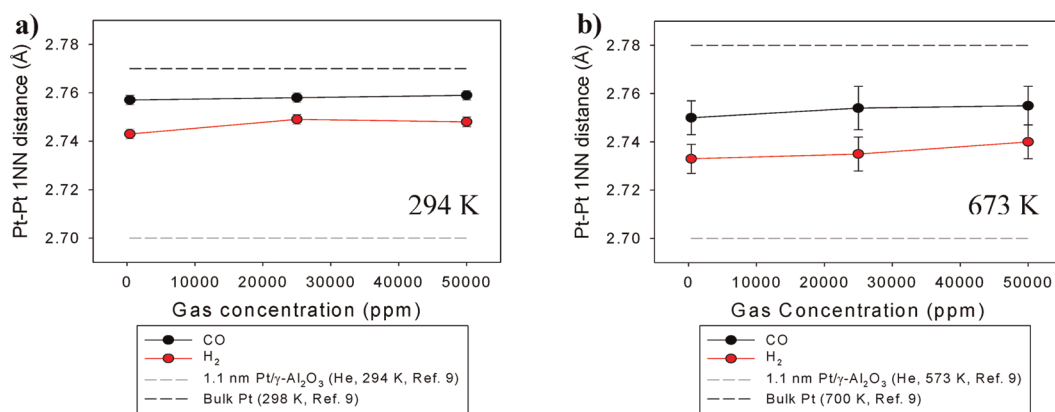 a)
Pt-Pt 1NN distance (Å)
2.78
2.76
2.74
2.72
2.70
294 K
0 10000 20000 30000 40000 50000
Gas concentration (ppm)
CO
H₂
1.1 nm Pt/γ-Al₂O₃ (He, 294 K, Ref. 9)
Bulk Pt (298 K, Ref. 9)
b)
Pt-Pt 1NN distance (Å)
2.78
2.76
2.74
2.72
2.70
673 K
0 10000 20000 30000 40000 50000
Gas Concentration (ppm)
CO
H₂
1.1 nm Pt/γ-Al₂O₃ (He, 573 K, Ref. 9)
Bulk Pt (700 K, Ref. 9)